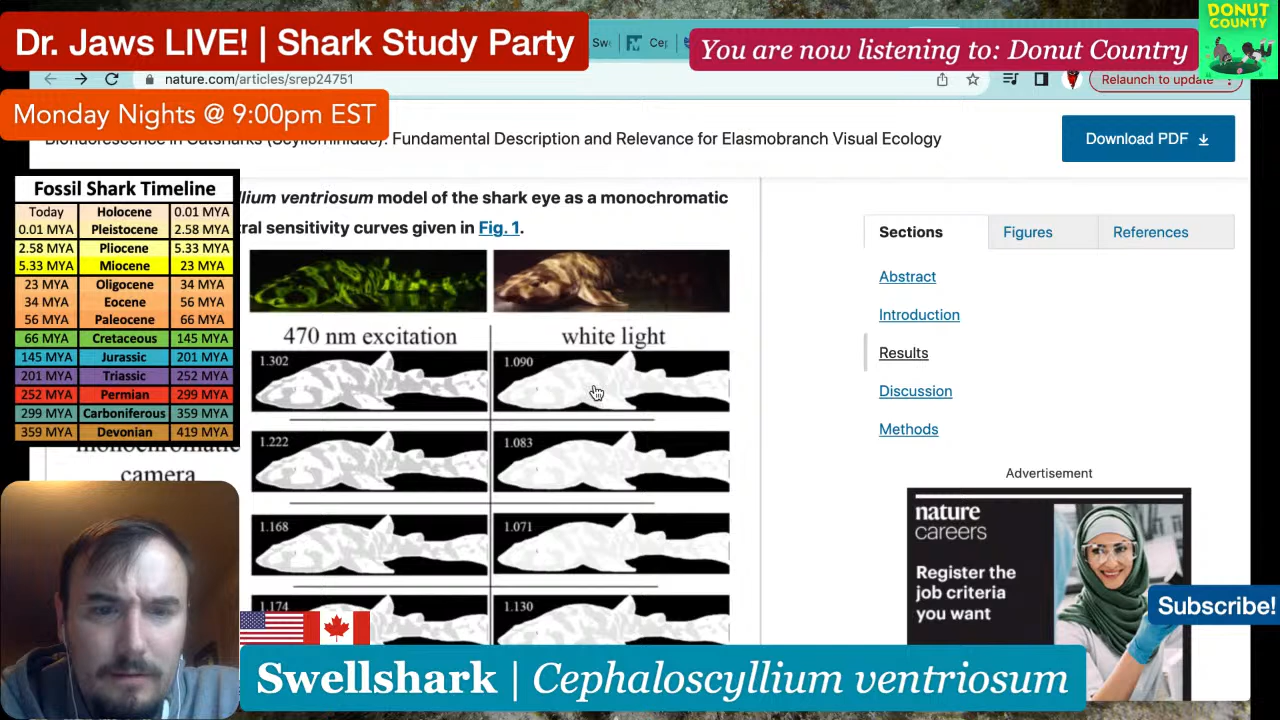 Dr. Jaws LIVE! | Shark Study Party
You are now listening to: Donut Country
DONUT
COUNTY
nature.com/articles/srep24751
Relaunch to update
Monday Nights @ 9:00pm EST
Fundamental Description and Relevance for Elasmobranch Visual Ecology
Download PDF
Fossil Shark Timeline
Today Holocene 0.01 MYA
0.01 MYA Pleistocene 2.58 MYA
2.58 MYA Pliocene 5.33 MYA
5.33 MYA Miocene 23 MYA
23 MYA Oligocene 34 MYA
34 MYA Eocene 56 MYA
56 MYA Paleocene 66 MYA
66 MYA Cretaceous 145 MYA
145 MYA Jurassic 201 MYA
201 MYA Triassic 252 MYA
252 MYA Permian 299 MYA
299 MYA Carboniferous 359 MYA
359 MYA Devonian 419 MYA
lium ventriosum model of the shark eye as a monochromatic
tral sensitivity curves given in Fig. 1.
470 nm excitation
white light
1.302
1.090
1.222
1.083
1.168
1.071
1.174
1.130
camera
Sections
Figures
References
Abstract
Introduction
Results
Discussion
Methods
Advertisement
nature
careers
Register the
job criteria
you want
Subscribe!
Swellshark | Cephaloscyllium ventriosum